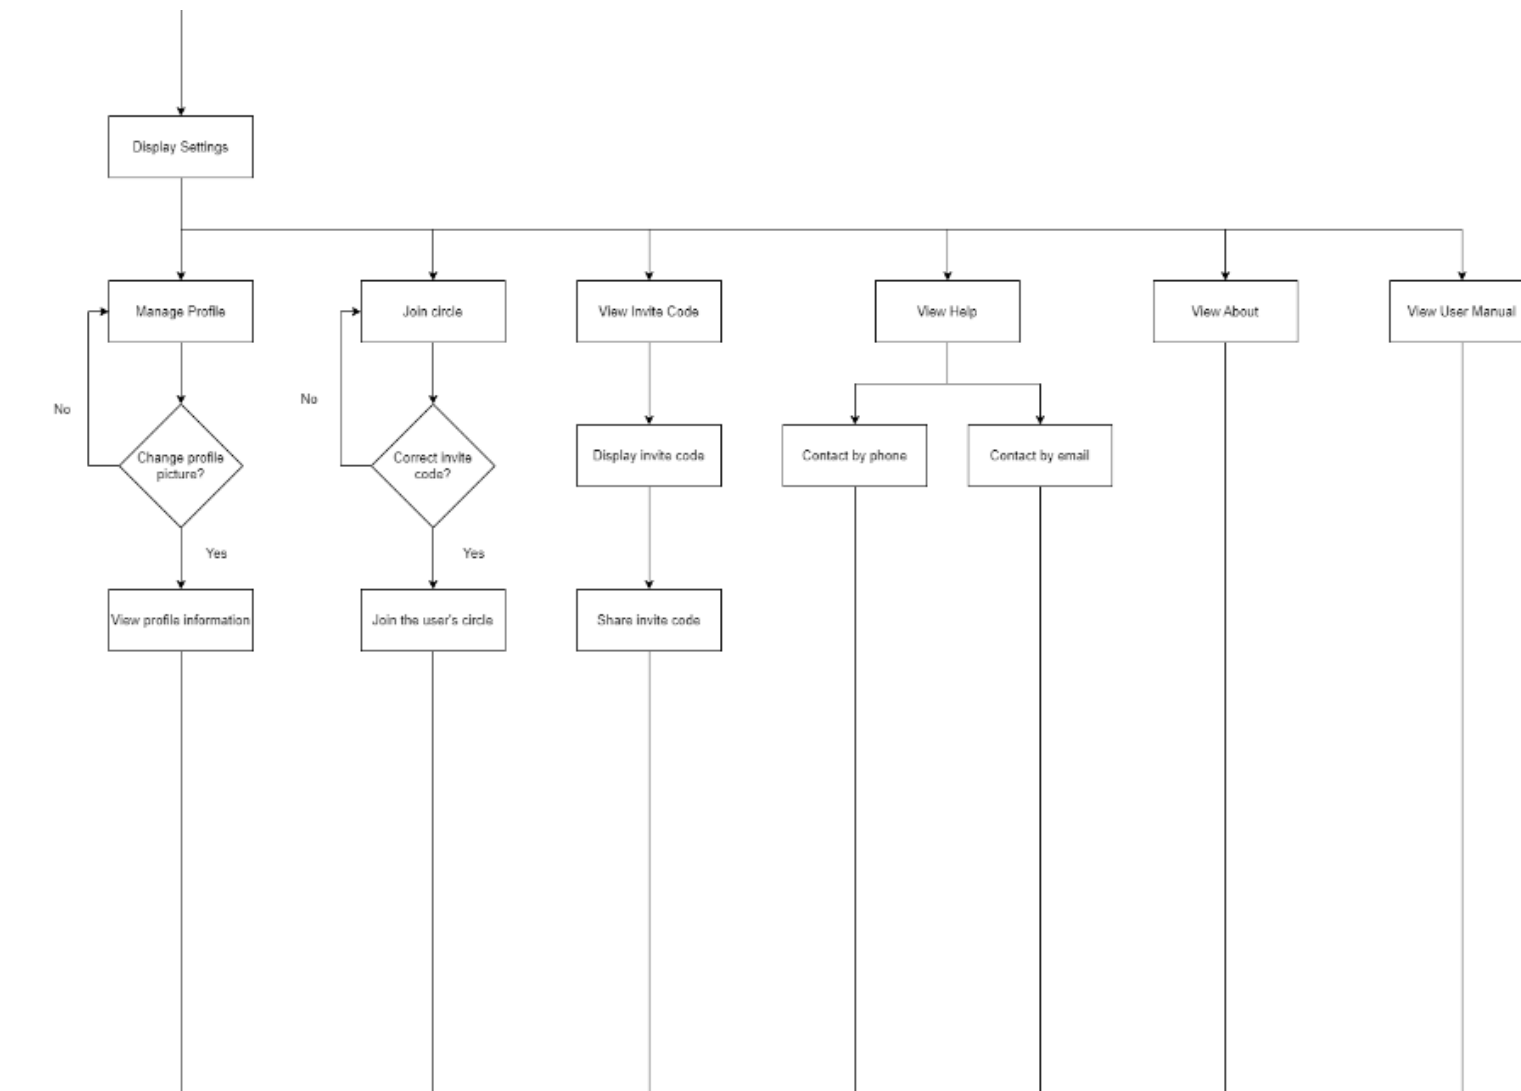 Display Settings
Manage Profile
Join circle
View Invite Code
View Help
View About
View User Manual
No
No
Change profile
picture?
Correct invite
code?
Display invite code
Contact by phone
Contact by email
Yes
Yes
View profile information
Join the user's circle
Share invite code